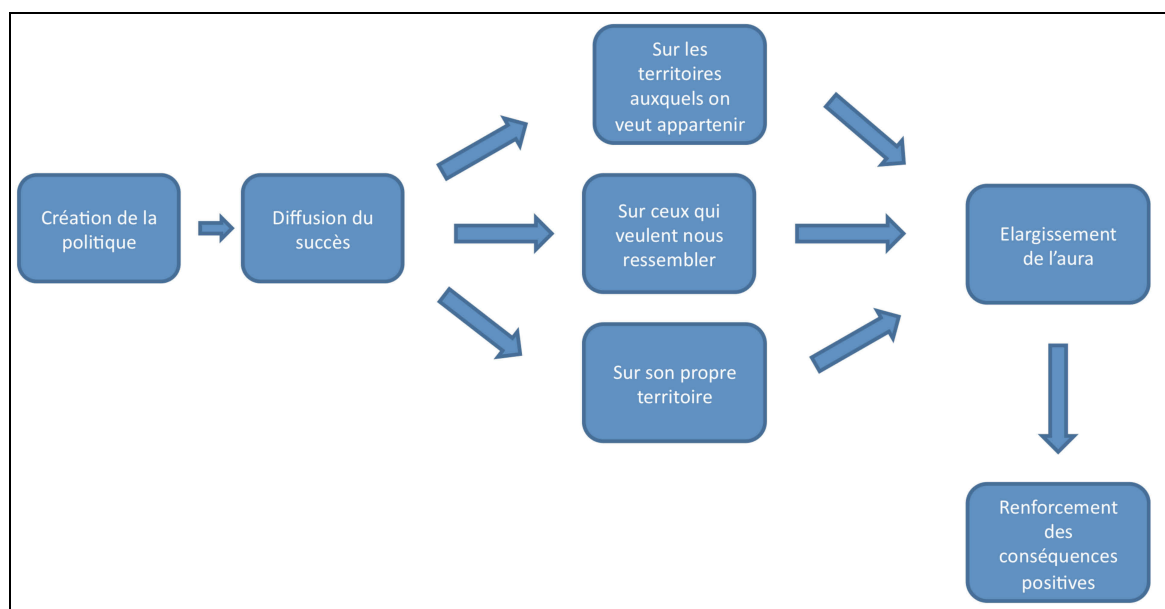 Création de la
politique
Diffusion du
succès
Sur les
territoires
auxquels on
veut appartenir
Sur ceux qui
veulent nous
ressembler
Sur son propre
territoire
Elargissement
de l'aura
Renforcement
des
conséquences
positives